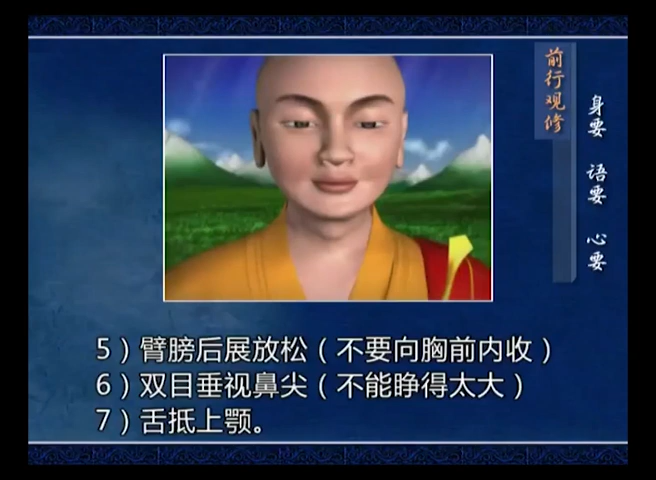 前行观修
身要 语要 心要
5）臂膀后展放松（不要向胸前内收）
6）双目垂视鼻尖（不能睁得太大）
7）舌抵上颚。